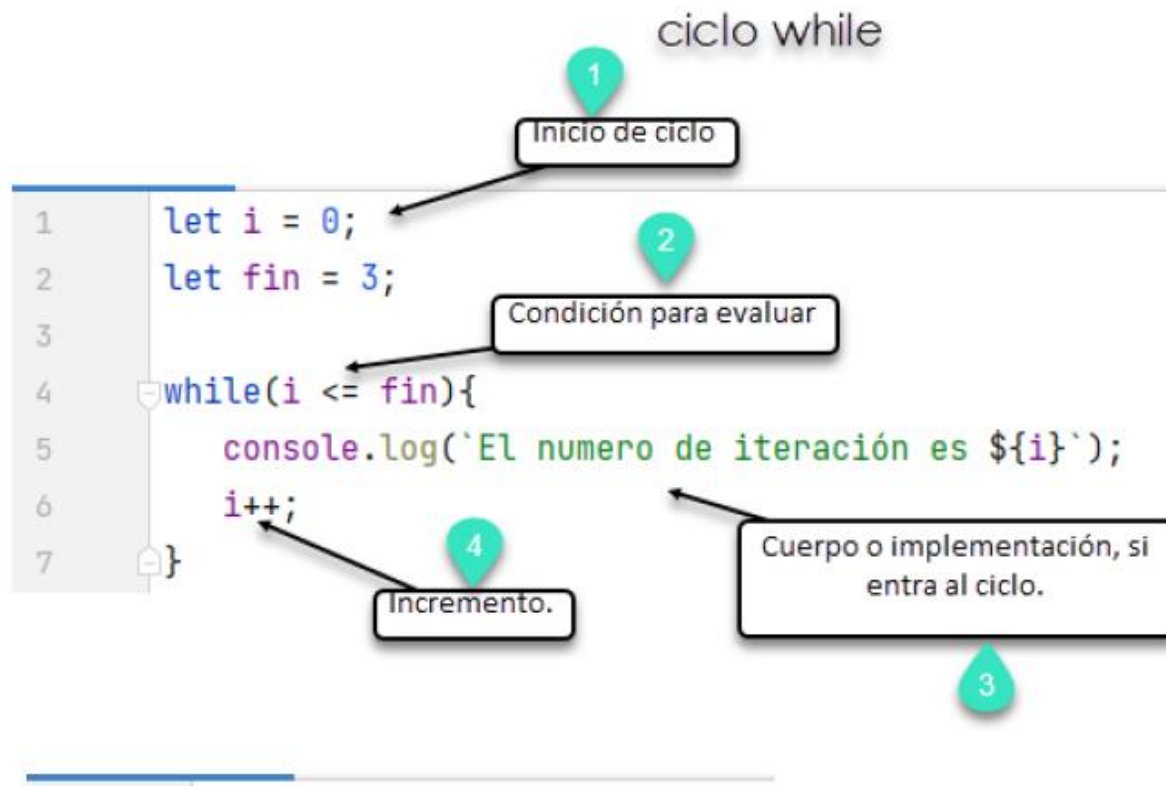 ciclo while
1
Inicio de ciclo
1 let i = 0;
2
2 let fin = 3;
Condición para evaluar
3
4 while(i <= fin){
5 console.log(`El numero de iteración es ${i}`);
6 i++;
4
Cuerpo o implementación, si
entra al ciclo.
7 }
Incremento.
3